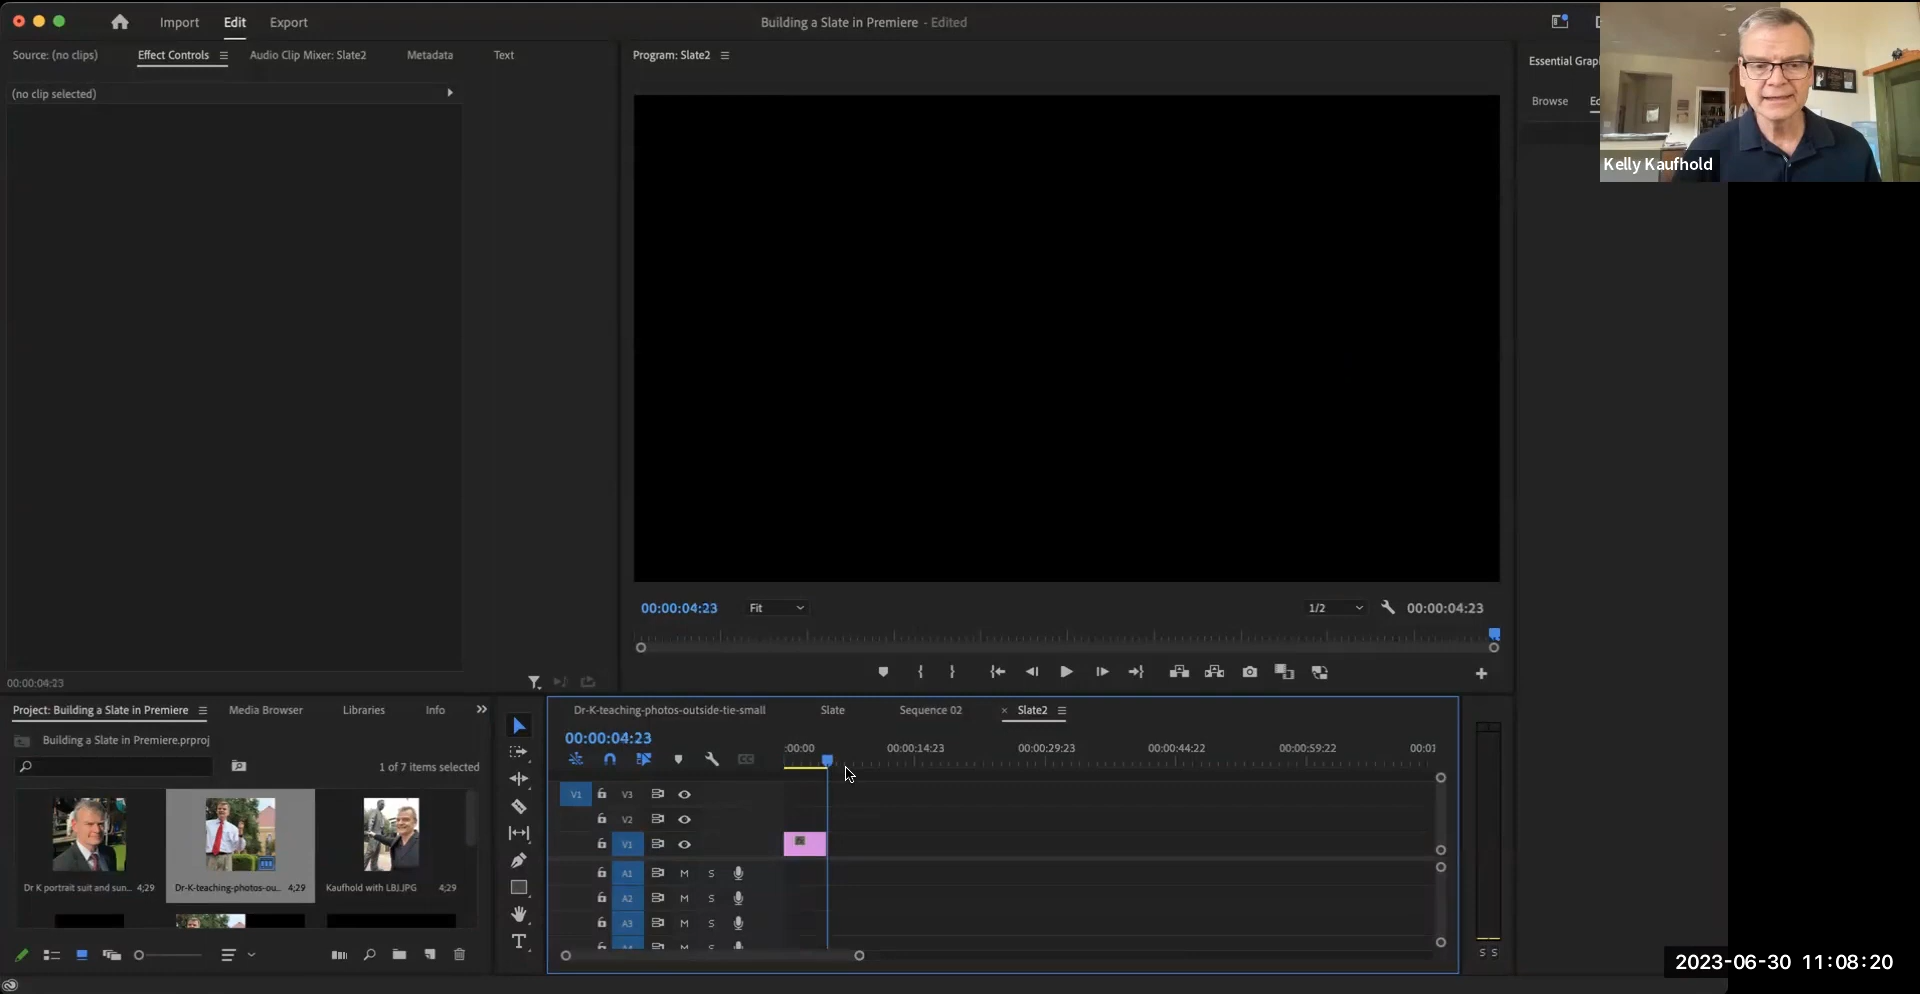 Import Edit Export
Building a Slate in Premiere - Edited
Source: (no clips) Effect Controls Audio Clip Mixer: Slate2 Metadata Text
Program: Slate2
Essential Grap
Browse Ed
(no clip selected)
Kelly Kaufhold
00:00:04:23 Fit 1/2 00:00:04:23
00:00:04:23
Project: Building a Slate in Premiere Media Browser Libraries Info
Building a Slate in Premiere.prproj
1 of 7 items selected
Dr K portrait suit and sun... 4;29
Dr-K-teaching-photos-ou... 4;29
Kaufhold with LBJ.JPG 4;29
Dr-K-teaching-photos-outside-tie-small Slate Sequence 02 × Slate2
00:00:04:23
:00:00 00:00:14:23 00:00:29:23 00:00:44:22 00:00:59:22 00:01
V1 V3
V2
V1
A1 M S
A2 M S
A3 M S
S S
2023-06-30 11:08:20